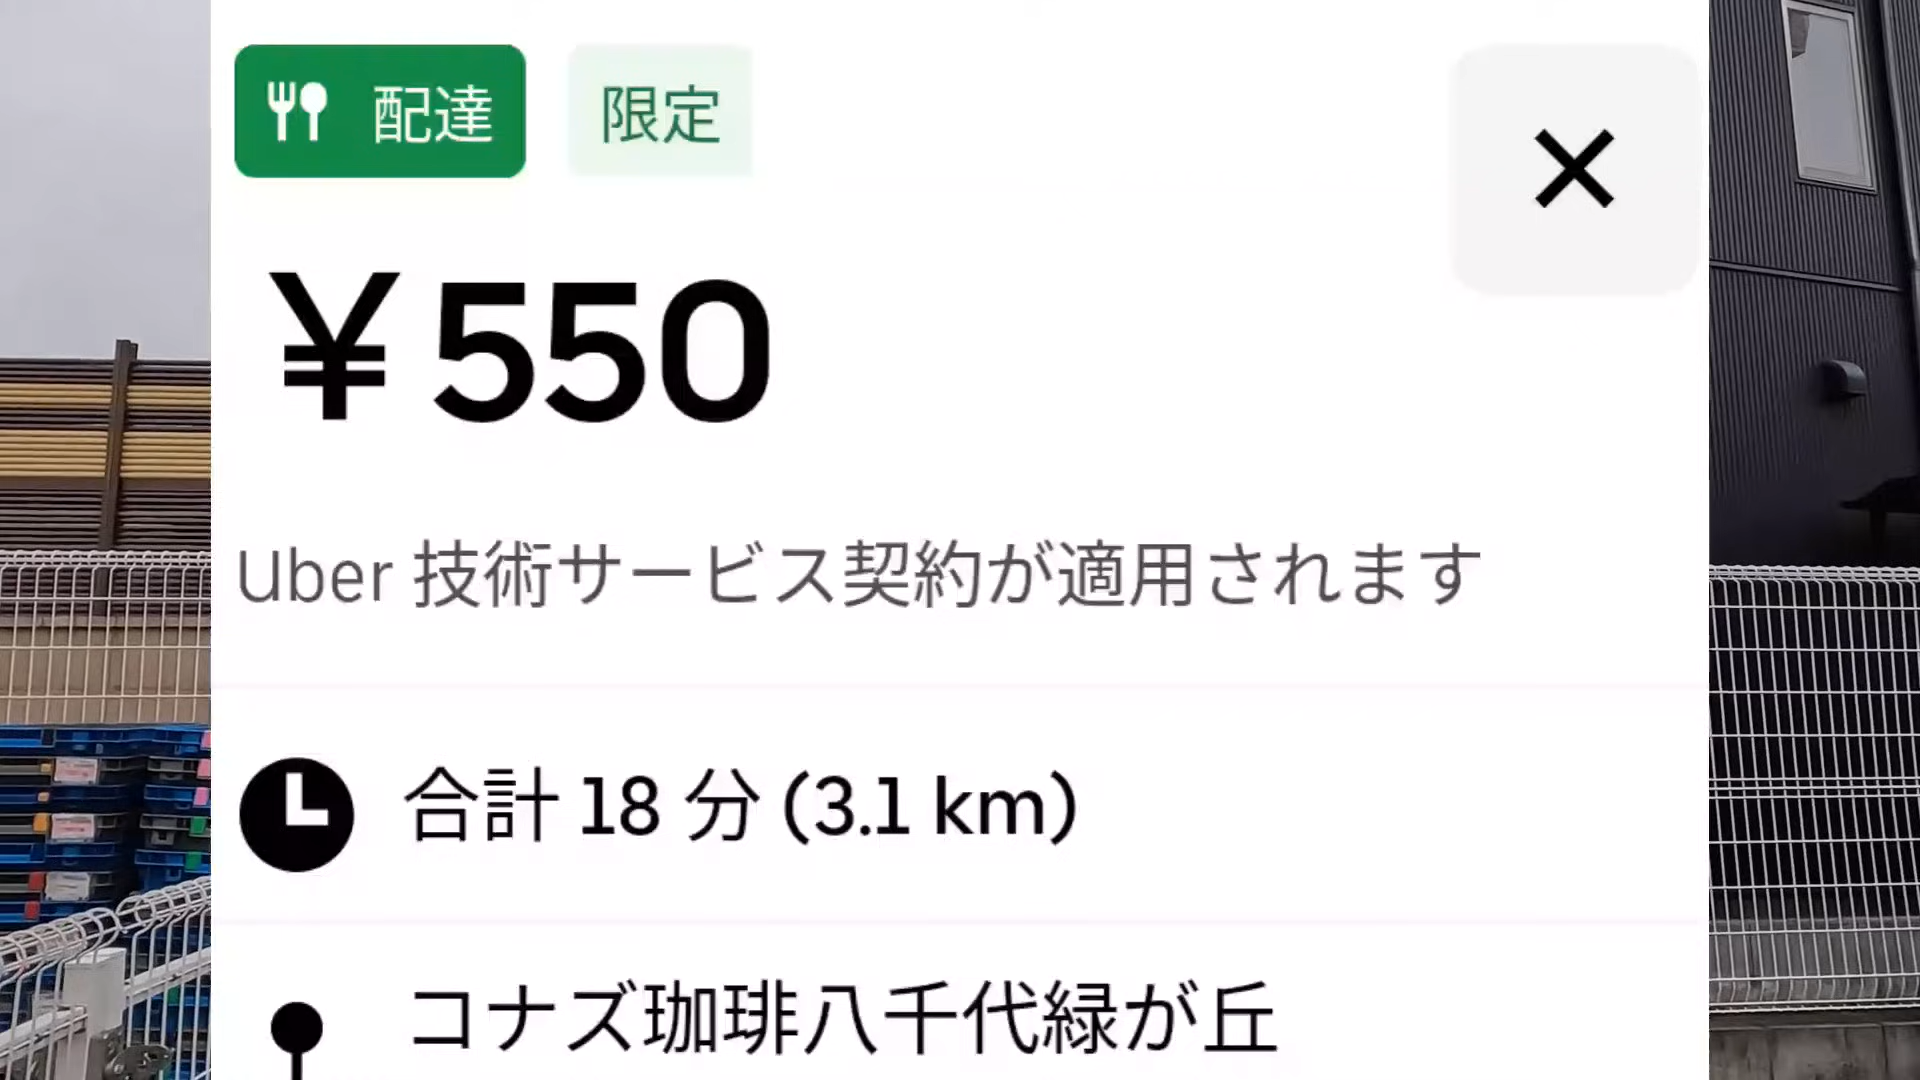 配達 限定
¥550
Uber 技術サービス契約が適用されます
合計 18 分 (3.1 km)
コナズ珈琲八千代緑が丘